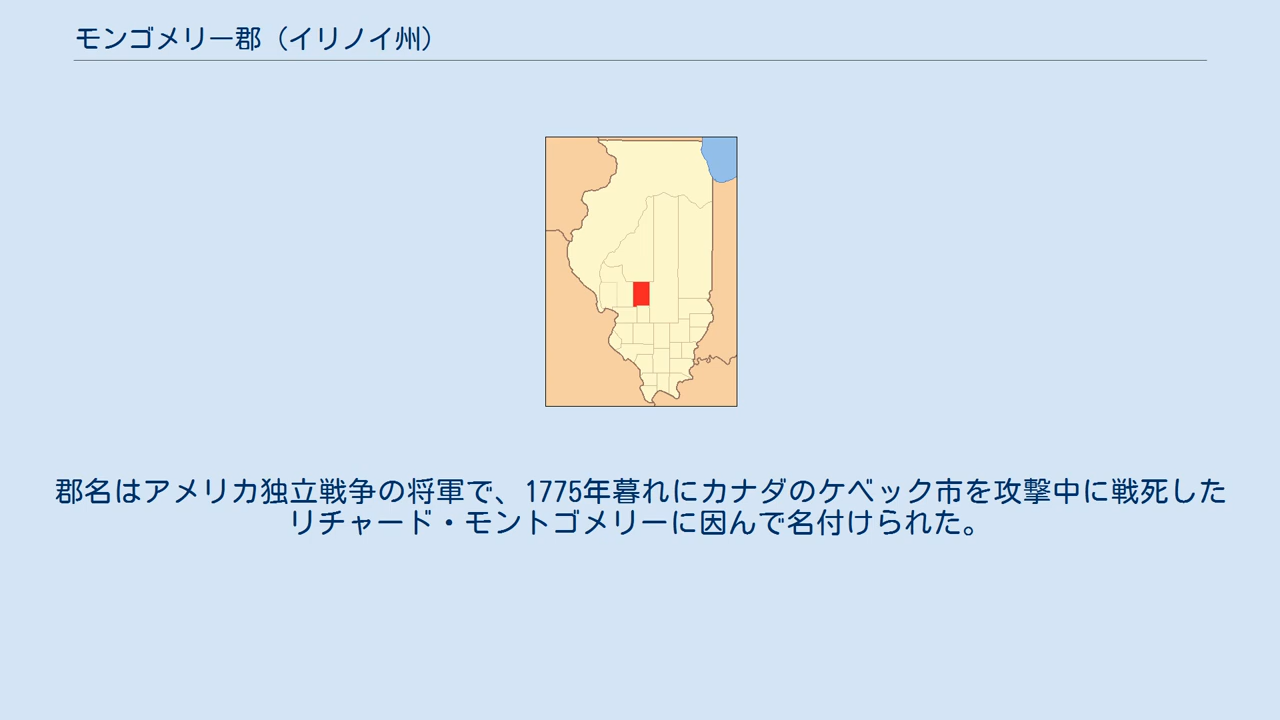 モンゴメリー郡（イリノイ州）
郡名はアメリカ独立戦争の将軍で、1775年暮れにカナダのケベック市を攻撃中に戦死した
リチャード・モントゴメリーに因んで名付けられた。